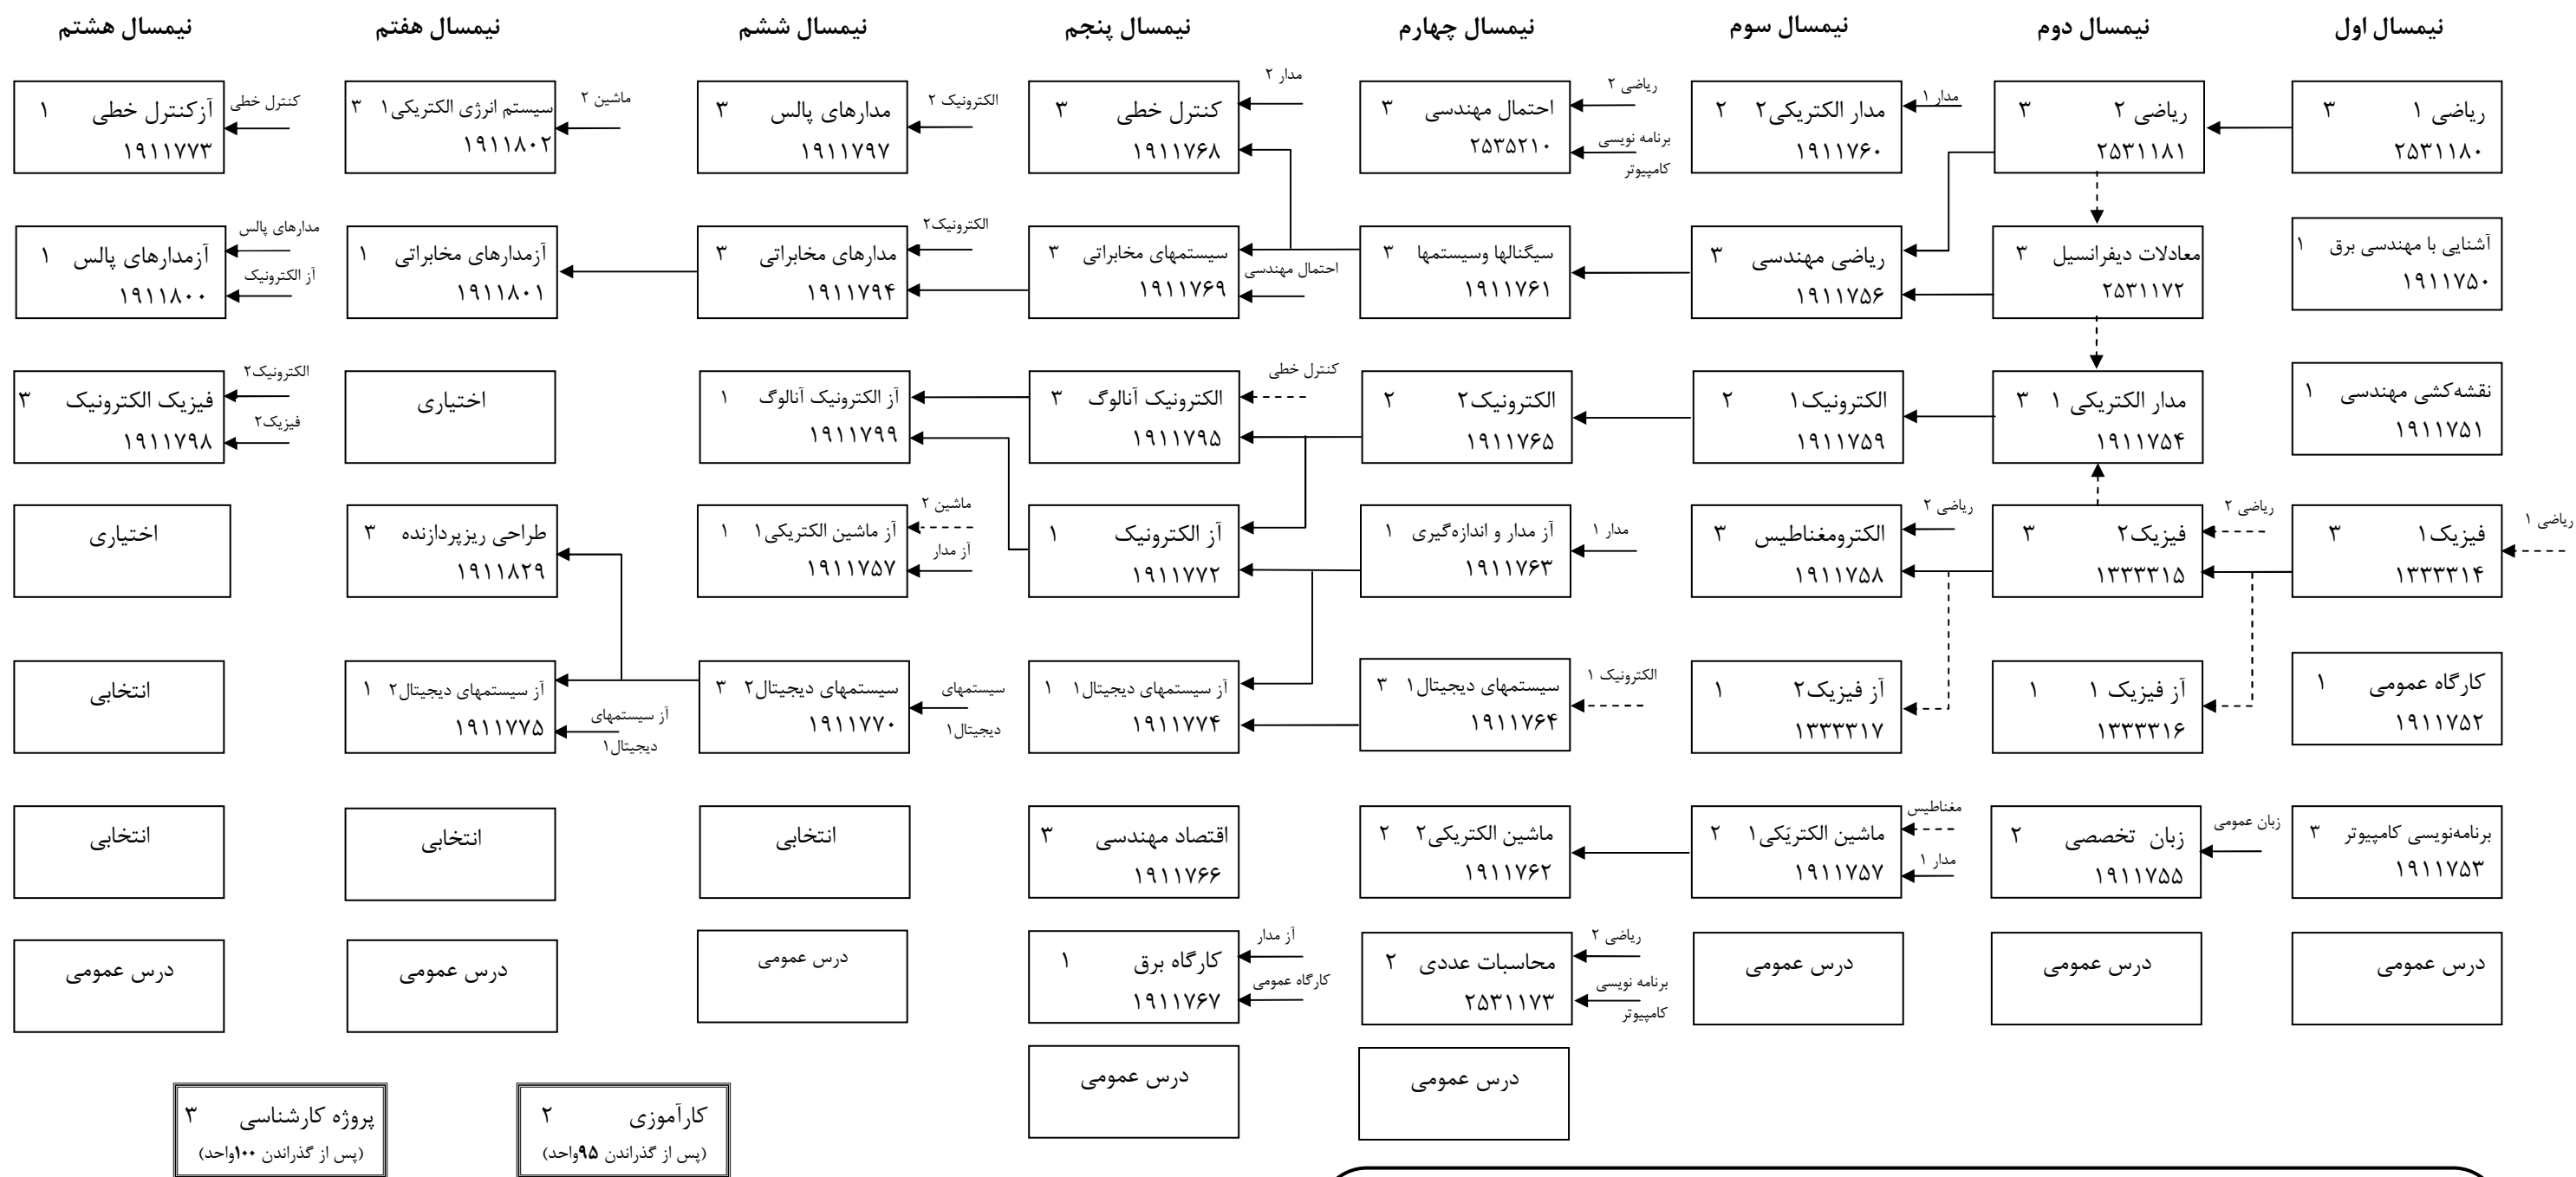 نیمسال اول
نیمسال دوم
نیمسال سوم
نیمسال چهارم
نیمسال پنجم
نیمسال ششم
نیمسال هفتم
نیمسال هشتم
ریاضی ۱ ۳
۲۵۳۱۱۸۰
آشنایی با مهندسی برق ۱
۱۹۱۱۷۵۰
نقشه‌کشی مهندسی ۱
۱۹۱۱۷۵۱
ریاضی ۱
فیزیک۱ ۳
۱۳۳۳۳۱۴
کارگاه عمومی ۱
۱۹۱۱۷۵۲
برنامه‌نویسی کامپیوتر ۳
۱۹۱۱۷۵۳
درس عمومی
ریاضی ۲ ۳
۲۵۳۱۱۸۱
معادلات دیفرانسیل ۳
۲۵۳۱۱۷۲
مدار الکتریکی ۱ ۳
۱۹۱۱۷۵۴
ریاضی ۲
فیزیک۲ ۳
۱۳۳۳۳۱۵
آز فیزیک ۱ ۱
۱۳۳۳۳۱۶
زبان عمومی
زبان تخصصی ۲
۱۹۱۱۷۵۵
درس عمومی
مدار ۱
مدار الکتریکی۲ ۲
۱۹۱۱۷۶۰
ریاضی مهندسی ۳
۱۹۱۱۷۵۶
الکترونیک۱ ۲
۱۹۱۱۷۵۹
ریاضی ۲
الکترومغناطیس ۳
۱۹۱۱۷۵۸
آز فیزیک۲ ۱
۱۳۳۳۳۱۷
مغناطیس
مدار ۱
ماشین الکتریَکی۱ ۲
۱۹۱۱۷۵۷
درس عمومی
ریاضی ۲
برنامه نویسی
کامپیوتر
احتمال مهندسی ۳
۲۵۳۵۲۱۰
سیگنالها وسیستمها ۳
۱۹۱۱۷۶۱
الکترونیک۲ ۲
۱۹۱۱۷۶۵
مدار ۱
آز مدار و اندازه‌گیری ۱
۱۹۱۱۷۶۳
الکترونیک ۱
سیستمهای دیجیتال۱ ۳
۱۹۱۱۷۶۴
ماشین الکتریکی۲ ۲
۱۹۱۱۷۶۲
ریاضی ۲
برنامه نویسی
کامپیوتر
محاسبات عددی ۲
۲۵۳۱۱۷۳
درس عمومی
مدار ۲
کنترل خطی ۳
۱۹۱۱۷۶۸
احتمال مهندسی
سیستمهای مخابراتی ۳
۱۹۱۱۷۶۹
کنترل خطی
الکترونیک آنالوگ ۳
۱۹۱۱۷۹۵
آز الکترونیک ۱
۱۹۱۱۷۷۲
آز سیستمهای دیجیتال۱ ۱
۱۹۱۱۷۷۴
اقتصاد مهندسی ۳
۱۹۱۱۷۶۶
آز مدار
کارگاه عمومی
کارگاه برق ۱
۱۹۱۱۷۶۷
درس عمومی
الکترونیک ۲
مدارهای پالس ۳
۱۹۱۱۷۹۷
الکترونیک۲
مدارهای مخابراتی ۳
۱۹۱۱۷۹۴
آز الکترونیک آنالوگ ۱
۱۹۱۱۷۹۹
ماشین ۲
آز مدار
آز ماشین الکتریکی۱ ۱
۱۹۱۱۷۵۷
سیستمهای
دیجیتال۱
سیستمهای دیجیتال۲ ۳
۱۹۱۱۷۷۰
انتخابی
درس عمومی
ماشین ۲
سیستم انرژی الکتریکی۱ ۳
۱۹۱۱۸۰۲
آزمدارهای مخابراتی ۱
۱۹۱۱۸۰۱
اختیاری
طراحی ریزپردازنده ۳
۱۹۱۱۸۲۹
آز سیستمهای
دیجیتال۱
آز سیستمهای دیجیتال۲ ۱
۱۹۱۱۷۷۵
انتخابی
درس عمومی
کنترل خطی
آزکنترل خطی ۱
۱۹۱۱۷۷۳
مدارهای پالس
آز الکترونیک
آزمدارهای پالس ۱
۱۹۱۱۸۰۰
الکترونیک۲
فیزیک۲
فیزیک الکترونیک ۳
۱۹۱۱۷۹۸
اختیاری
انتخابی
انتخابی
درس عمومی
کارآموزی ۲
(پس از گذراندن ۹۵واحد)
پروژه کارشناسی ۳
(پس از گذراندن ۱۰۰واحد)